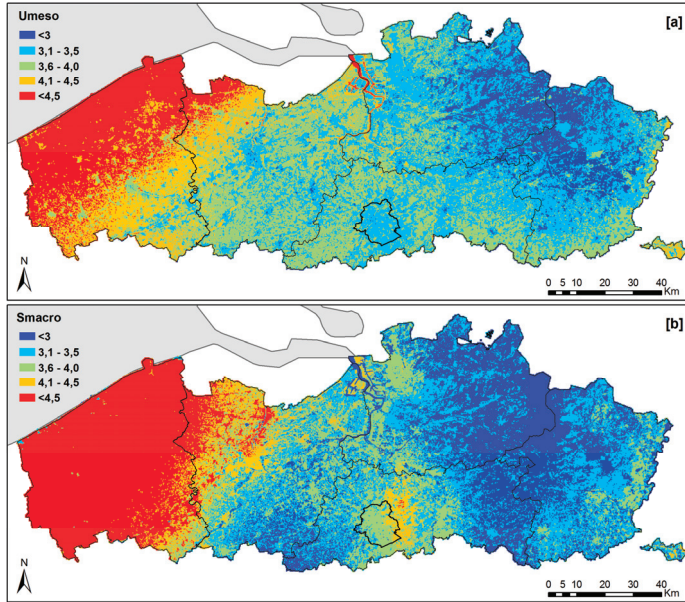 Umeso
[a]
<3
3,1 - 3,5
3,6 - 4,0
4,1 - 4,5
<4,5
N
0 5 10 20 30 40
Km
Smacro
[b]
<3
3,1 - 3,5
3,6 - 4,0
4,1 - 4,5
<4,5
N
0 5 10 20 30 40
Km